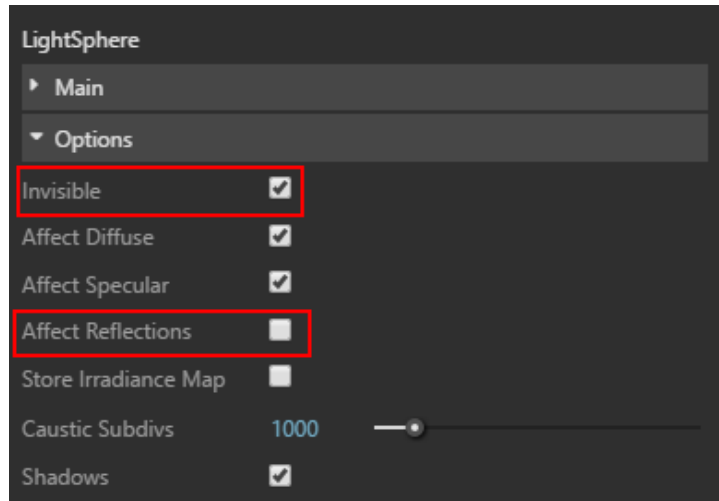 LightSphere
Main
Options
Invisible
Affect Diffuse
Affect Specular
Affect Reflections
Store Irradiance Map
Caustic Subdivs 1000
Shadows